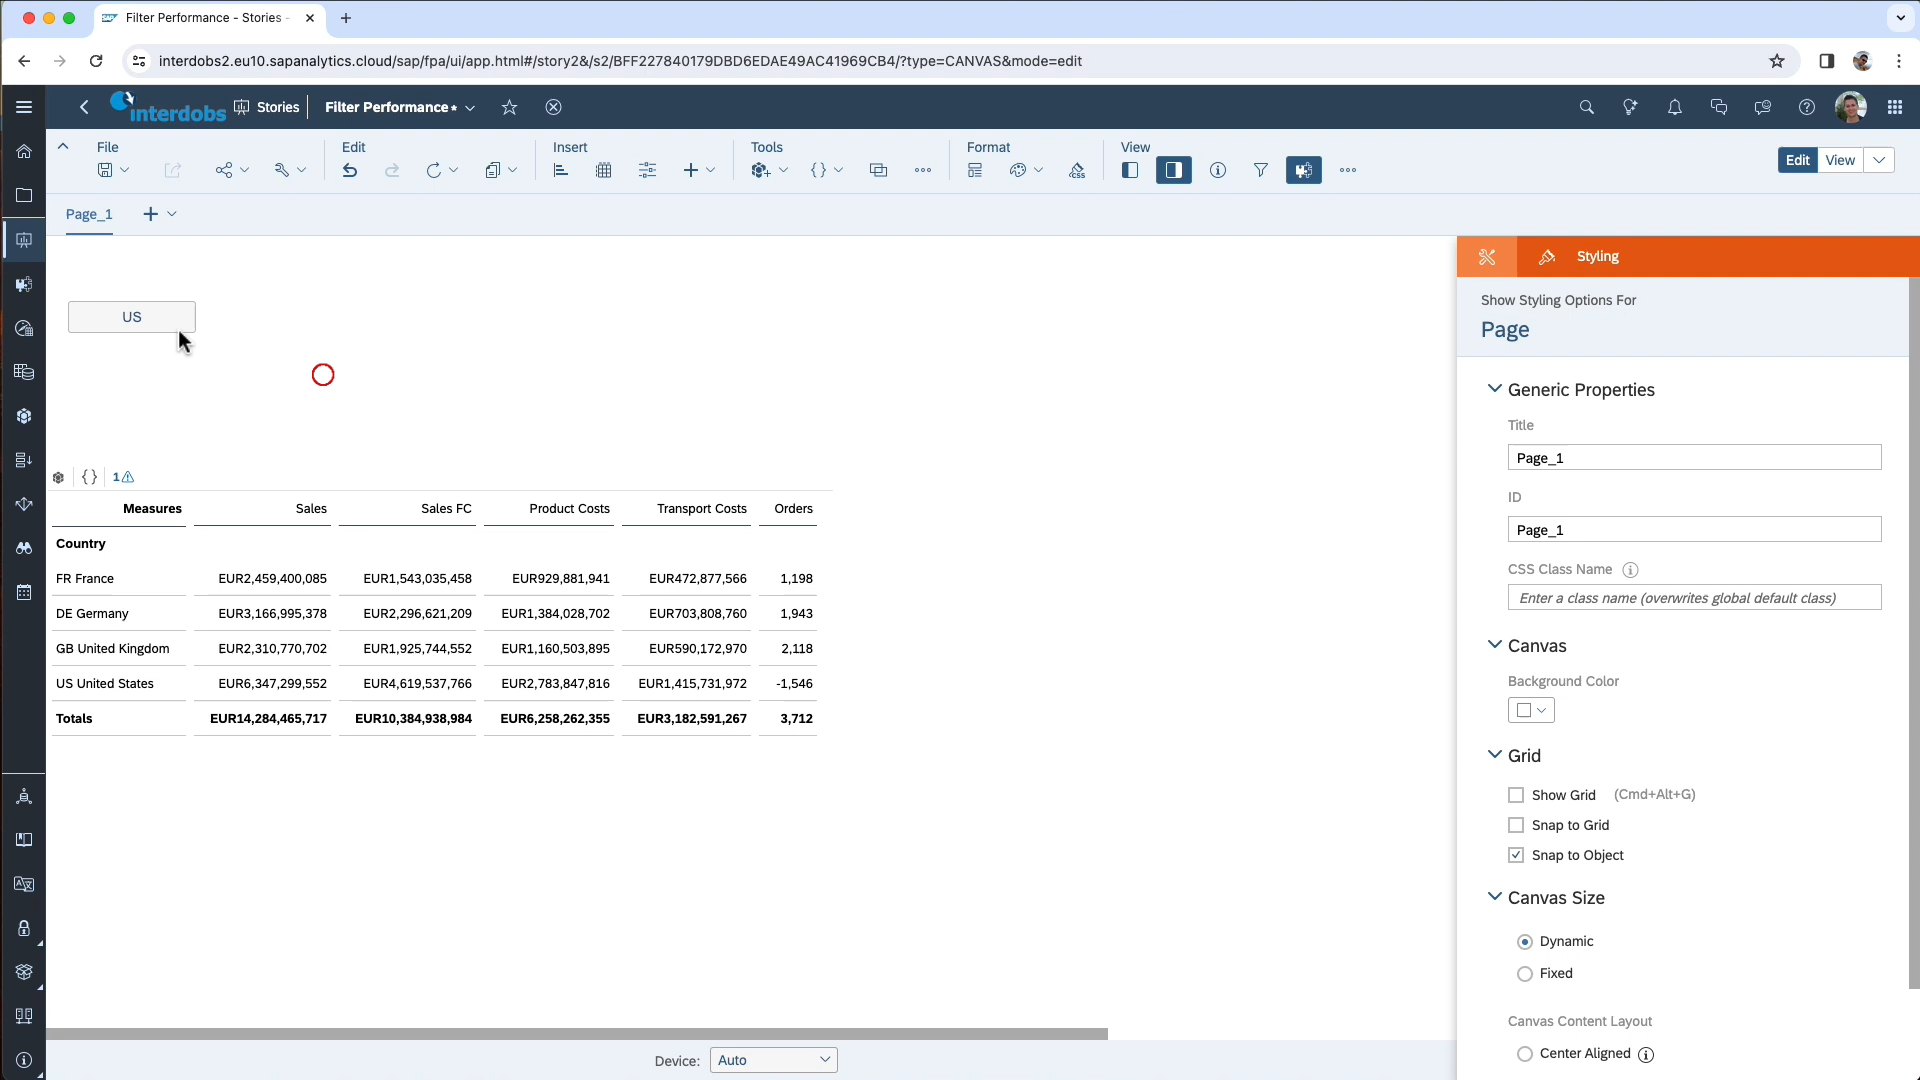 Filter Performance - Stories -
interdobs2.eu10.sapanalytics.cloud/sap/fpa/ui/app.html#/story2&/s2/BFF227840179DBD6EDAE49AC41969CB4/?type=CANVAS&mode=edit
interdobs Stories Filter Performance*
File Edit Insert Tools Format View
CSS
Edit View
Page_1
Styling
Show Styling Options For
Page
US
Generic Properties
Title
Page_1
ID
Page_1
CSS Class Name
Enter a class name (overwrites global default class)
1
Measures Sales Sales FC Product Costs Transport Costs Orders
Country
FR France EUR2,459,400,085 EUR1,543,035,458 EUR929,881,941 EUR472,877,566 1,198
DE Germany EUR3,166,995,378 EUR2,296,621,209 EUR1,384,028,702 EUR703,808,760 1,943
GB United Kingdom EUR2,310,770,702 EUR1,925,744,552 EUR1,160,503,895 EUR590,172,970 2,118
US United States EUR6,347,299,552 EUR4,619,537,766 EUR2,783,847,816 EUR1,415,731,972 -1,546
Totals EUR14,284,465,717 EUR10,384,938,984 EUR6,258,262,355 EUR3,182,591,267 3,712
Canvas
Background Color
Grid
Show Grid (Cmd+Alt+G)
Snap to Grid
Snap to Object
Canvas Size
Dynamic
Fixed
Canvas Content Layout
Center Aligned
Device: Auto